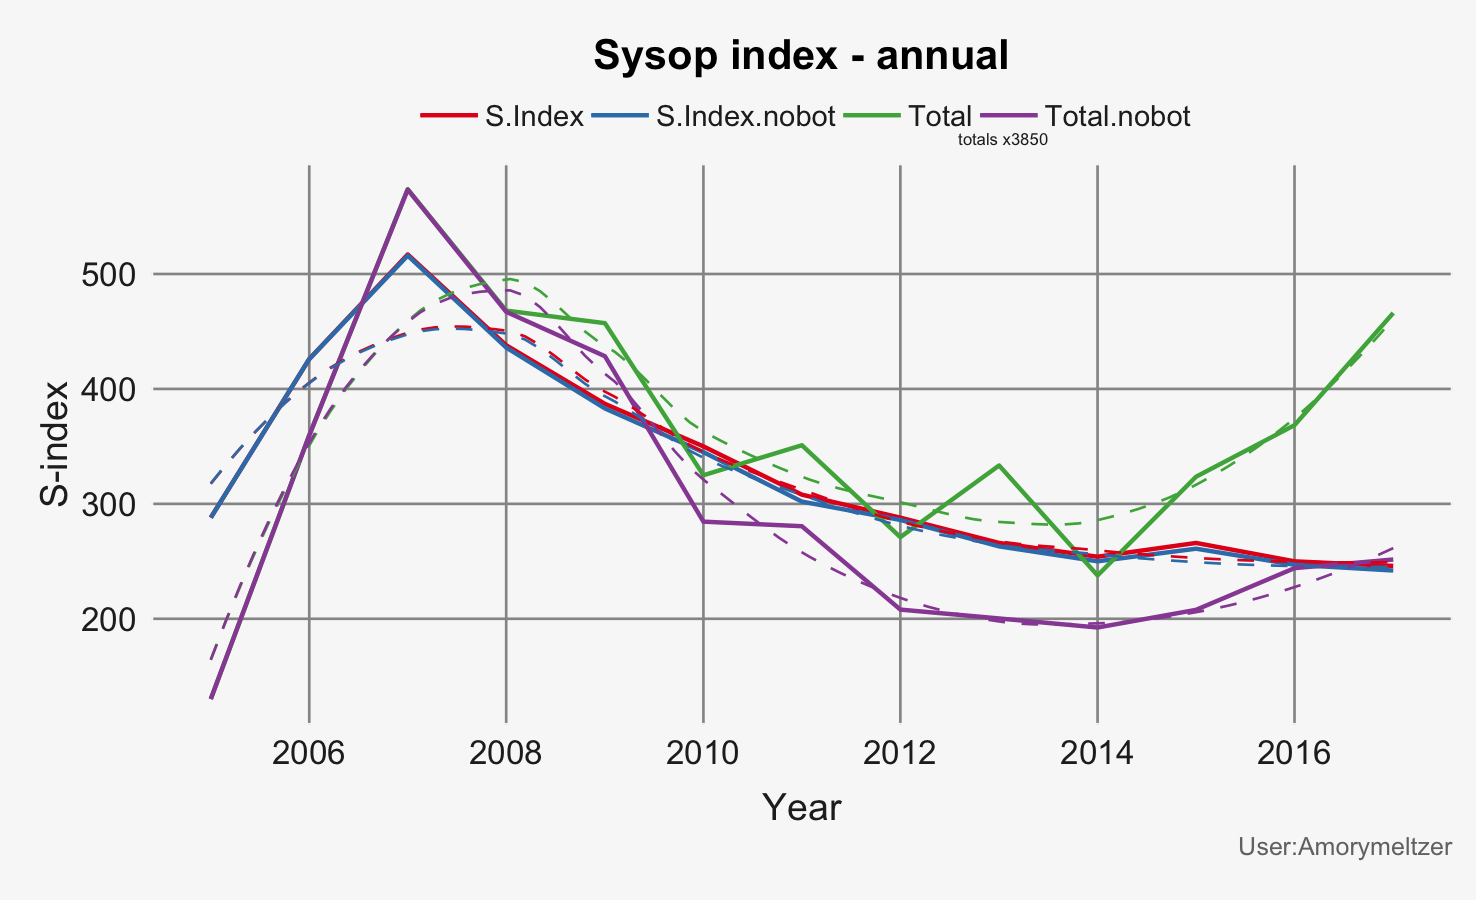 Sysop index - annual
S.Index S.Index.nobot Total Total.nobot
totals x3850
500
400
300
200
S-index
2006 2008 2010 2012 2014 2016
Year
User:Amorymeltzer